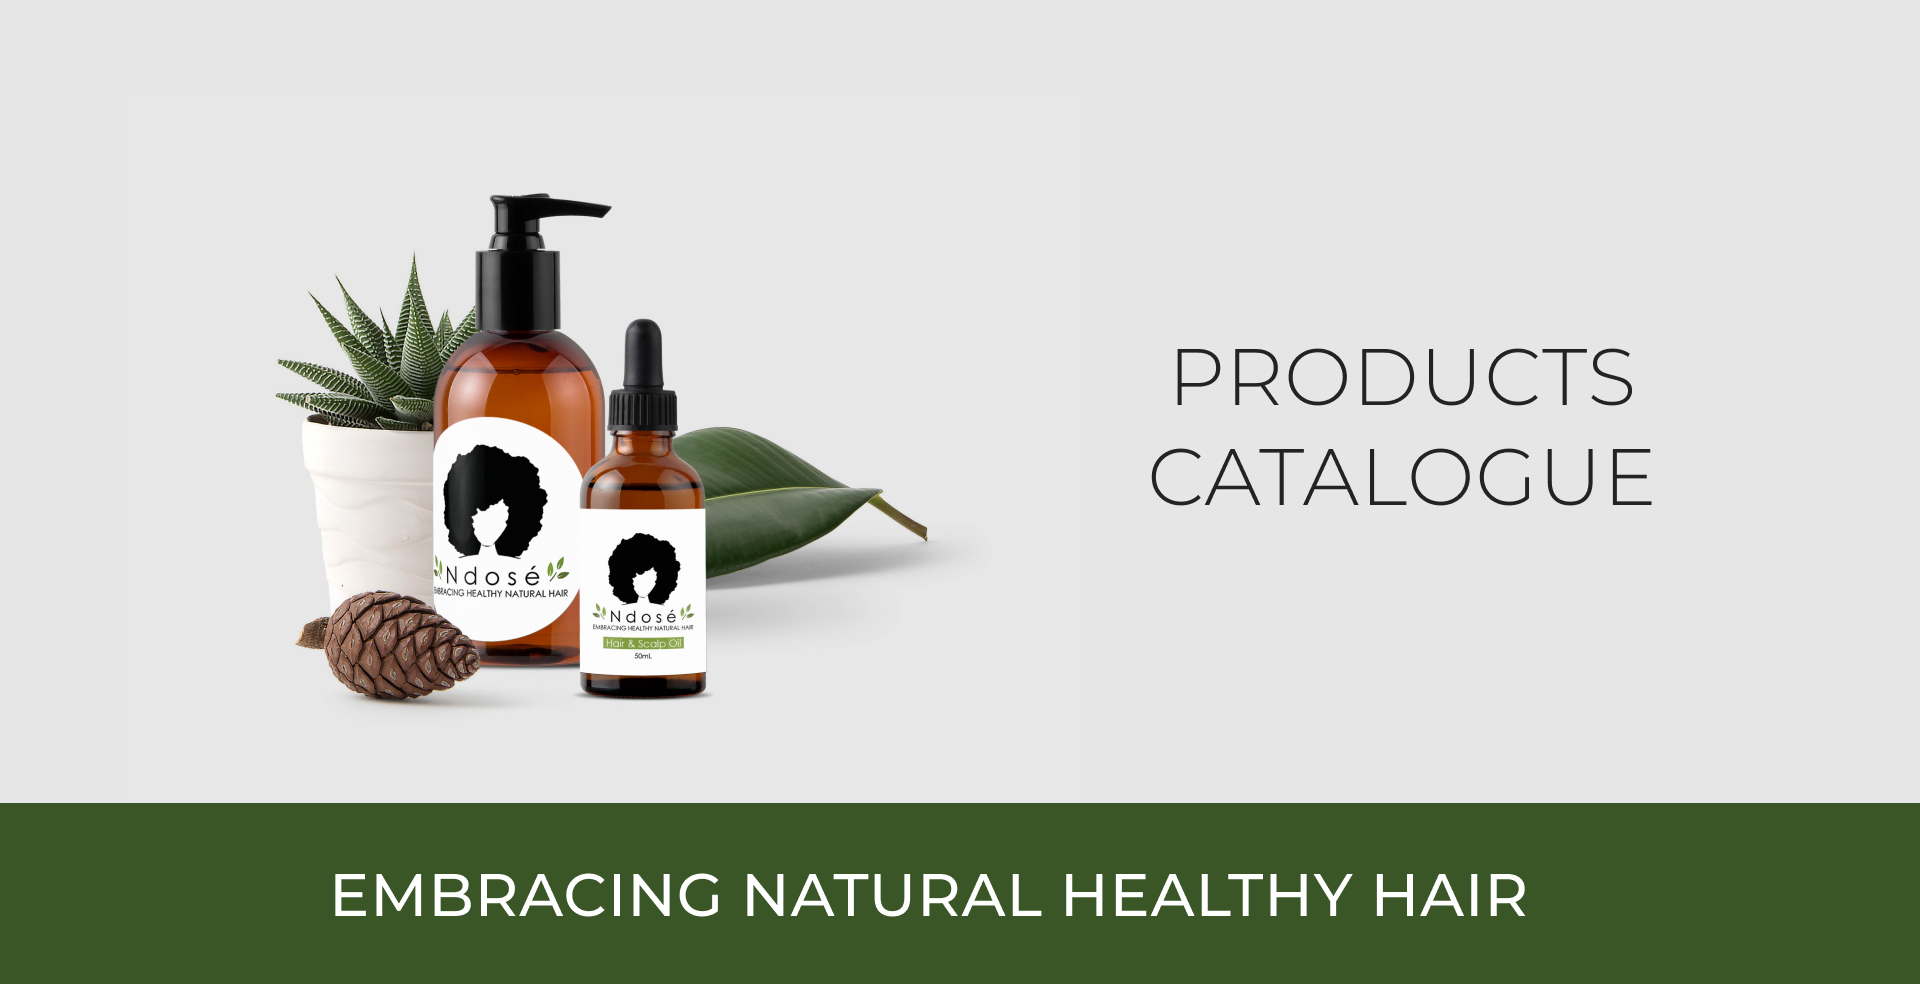 PRODUCTS
CATALOGUE
Ndosé
EMBRACING HEALTHY NATURAL HAIR
Ndosé
EMBRACING HEALTHY NATURAL HAIR
Hair & Scalp Oil
50mL
EMBRACING NATURAL HEALTHY HAIR